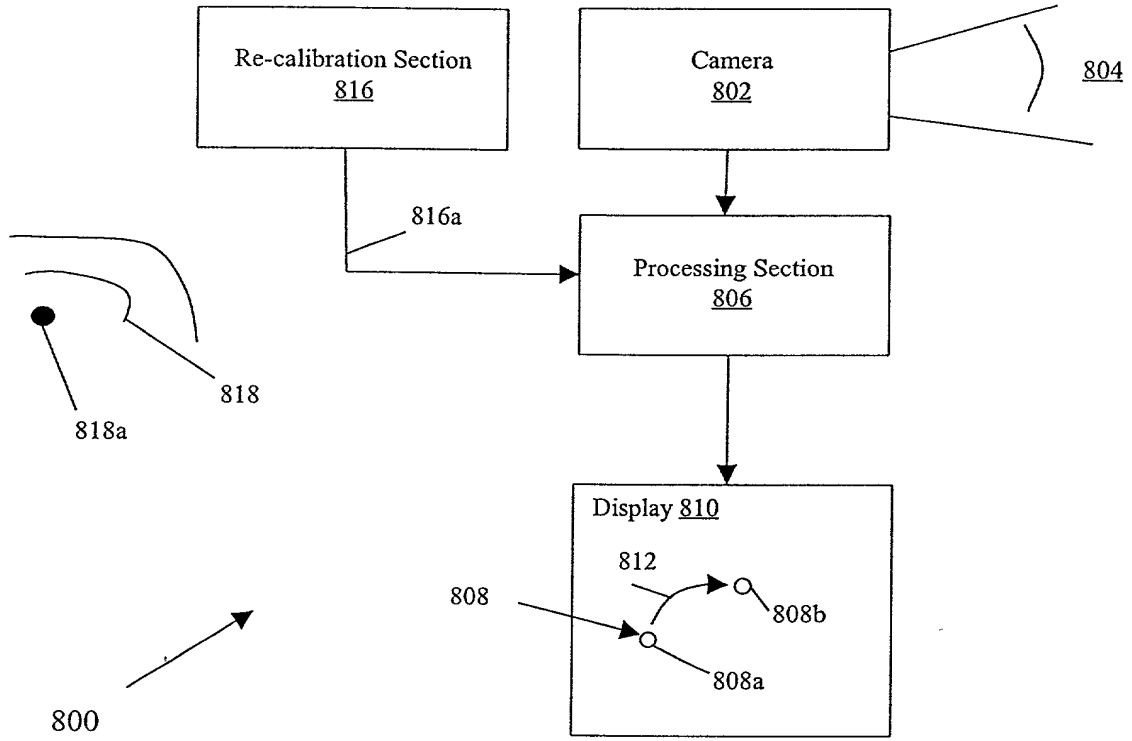 Re-calibration Section
816
Camera
802
804
816a
Processing Section
806
818
818a
Display 810
812
808
808b
808a
800